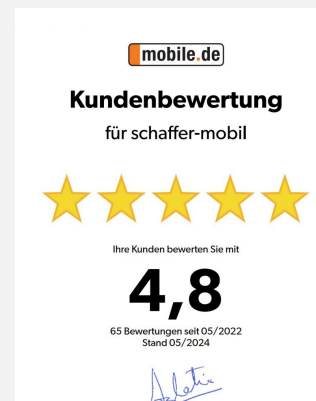 mobile.de
Kundenbewertung
für schaffer-mobil
Ihre Kunden bewerten Sie mit
4,8
65 Bewertungen seit 05/2022
Stand 05/2024